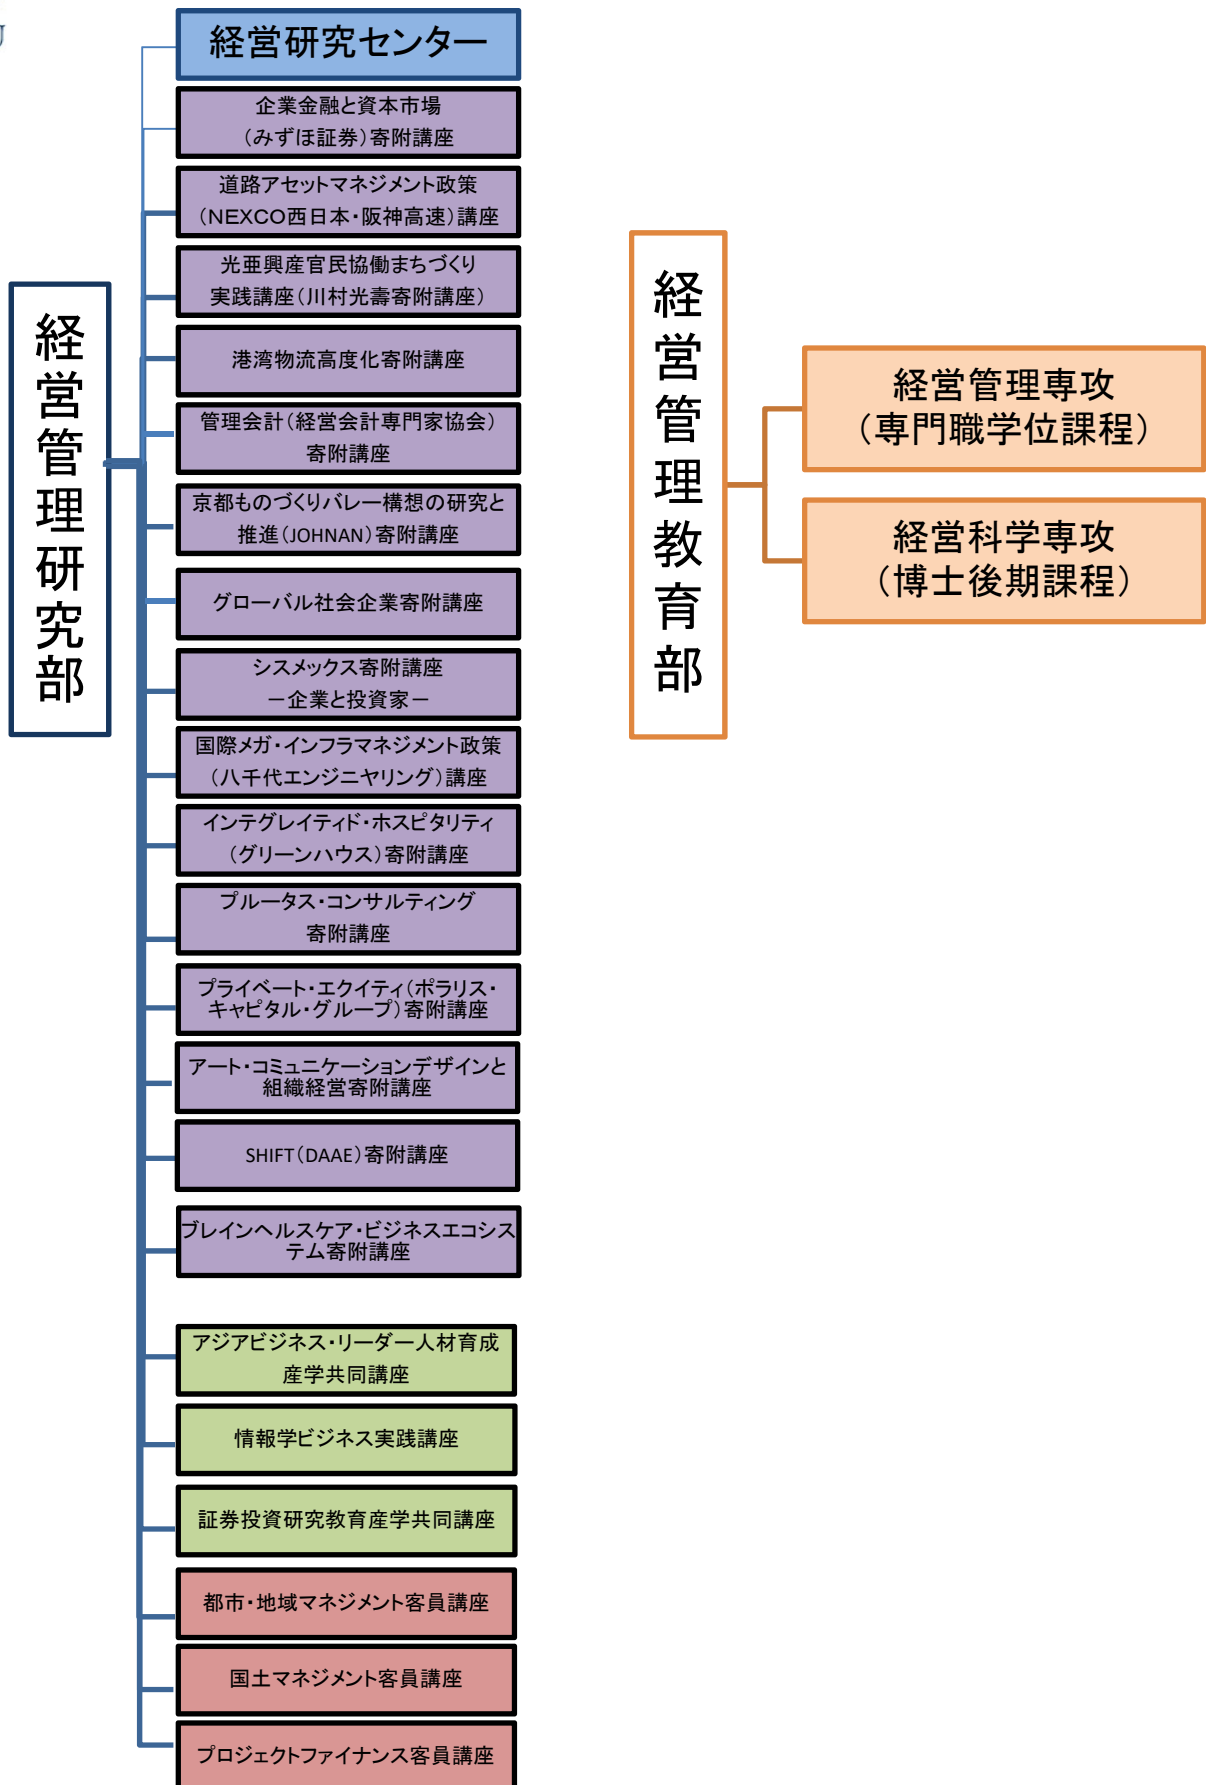 経営研究センター
企業金融と資本市場
(みずほ証券)寄附講座
道路アセットマネジメント政策
(NEXCO西日本・阪神高速)講座
光亜興産官民協働まちづくり
実践講座(川村光壽寄附講座)
港湾物流高度化寄附講座
管理会計(経営会計専門家協会)
寄附講座
京都ものづくりバレー構想の研究と
推進(JOHNAN)寄附講座
グローバル社会企業寄附講座
シスメックス寄附講座
－企業と投資家－
国際メガ・インフラマネジメント政策
(八千代エンジニヤリング)講座
インテグレイティド・ホスピタリティ
(グリーンハウス)寄附講座
プルータス・コンサルティング
寄附講座
プライベート・エクイティ(ポラリス・
キャピタル・グループ)寄附講座
アート・コミュニケーションデザインと
組織経営寄附講座
SHIFT(DAAE)寄附講座
ブレインヘルスケア・ビジネスエコシス
テム寄附講座
アジアビジネス・リーダー人材育成
産学共同講座
情報学ビジネス実践講座
証券投資研究教育産学共同講座
都市・地域マネジメント客員講座
国土マネジメント客員講座
プロジェクトファイナンス客員講座
経営管理研究部
経営管理教育部
経営管理専攻
(専門職学位課程)
経営科学専攻
(博士後期課程)